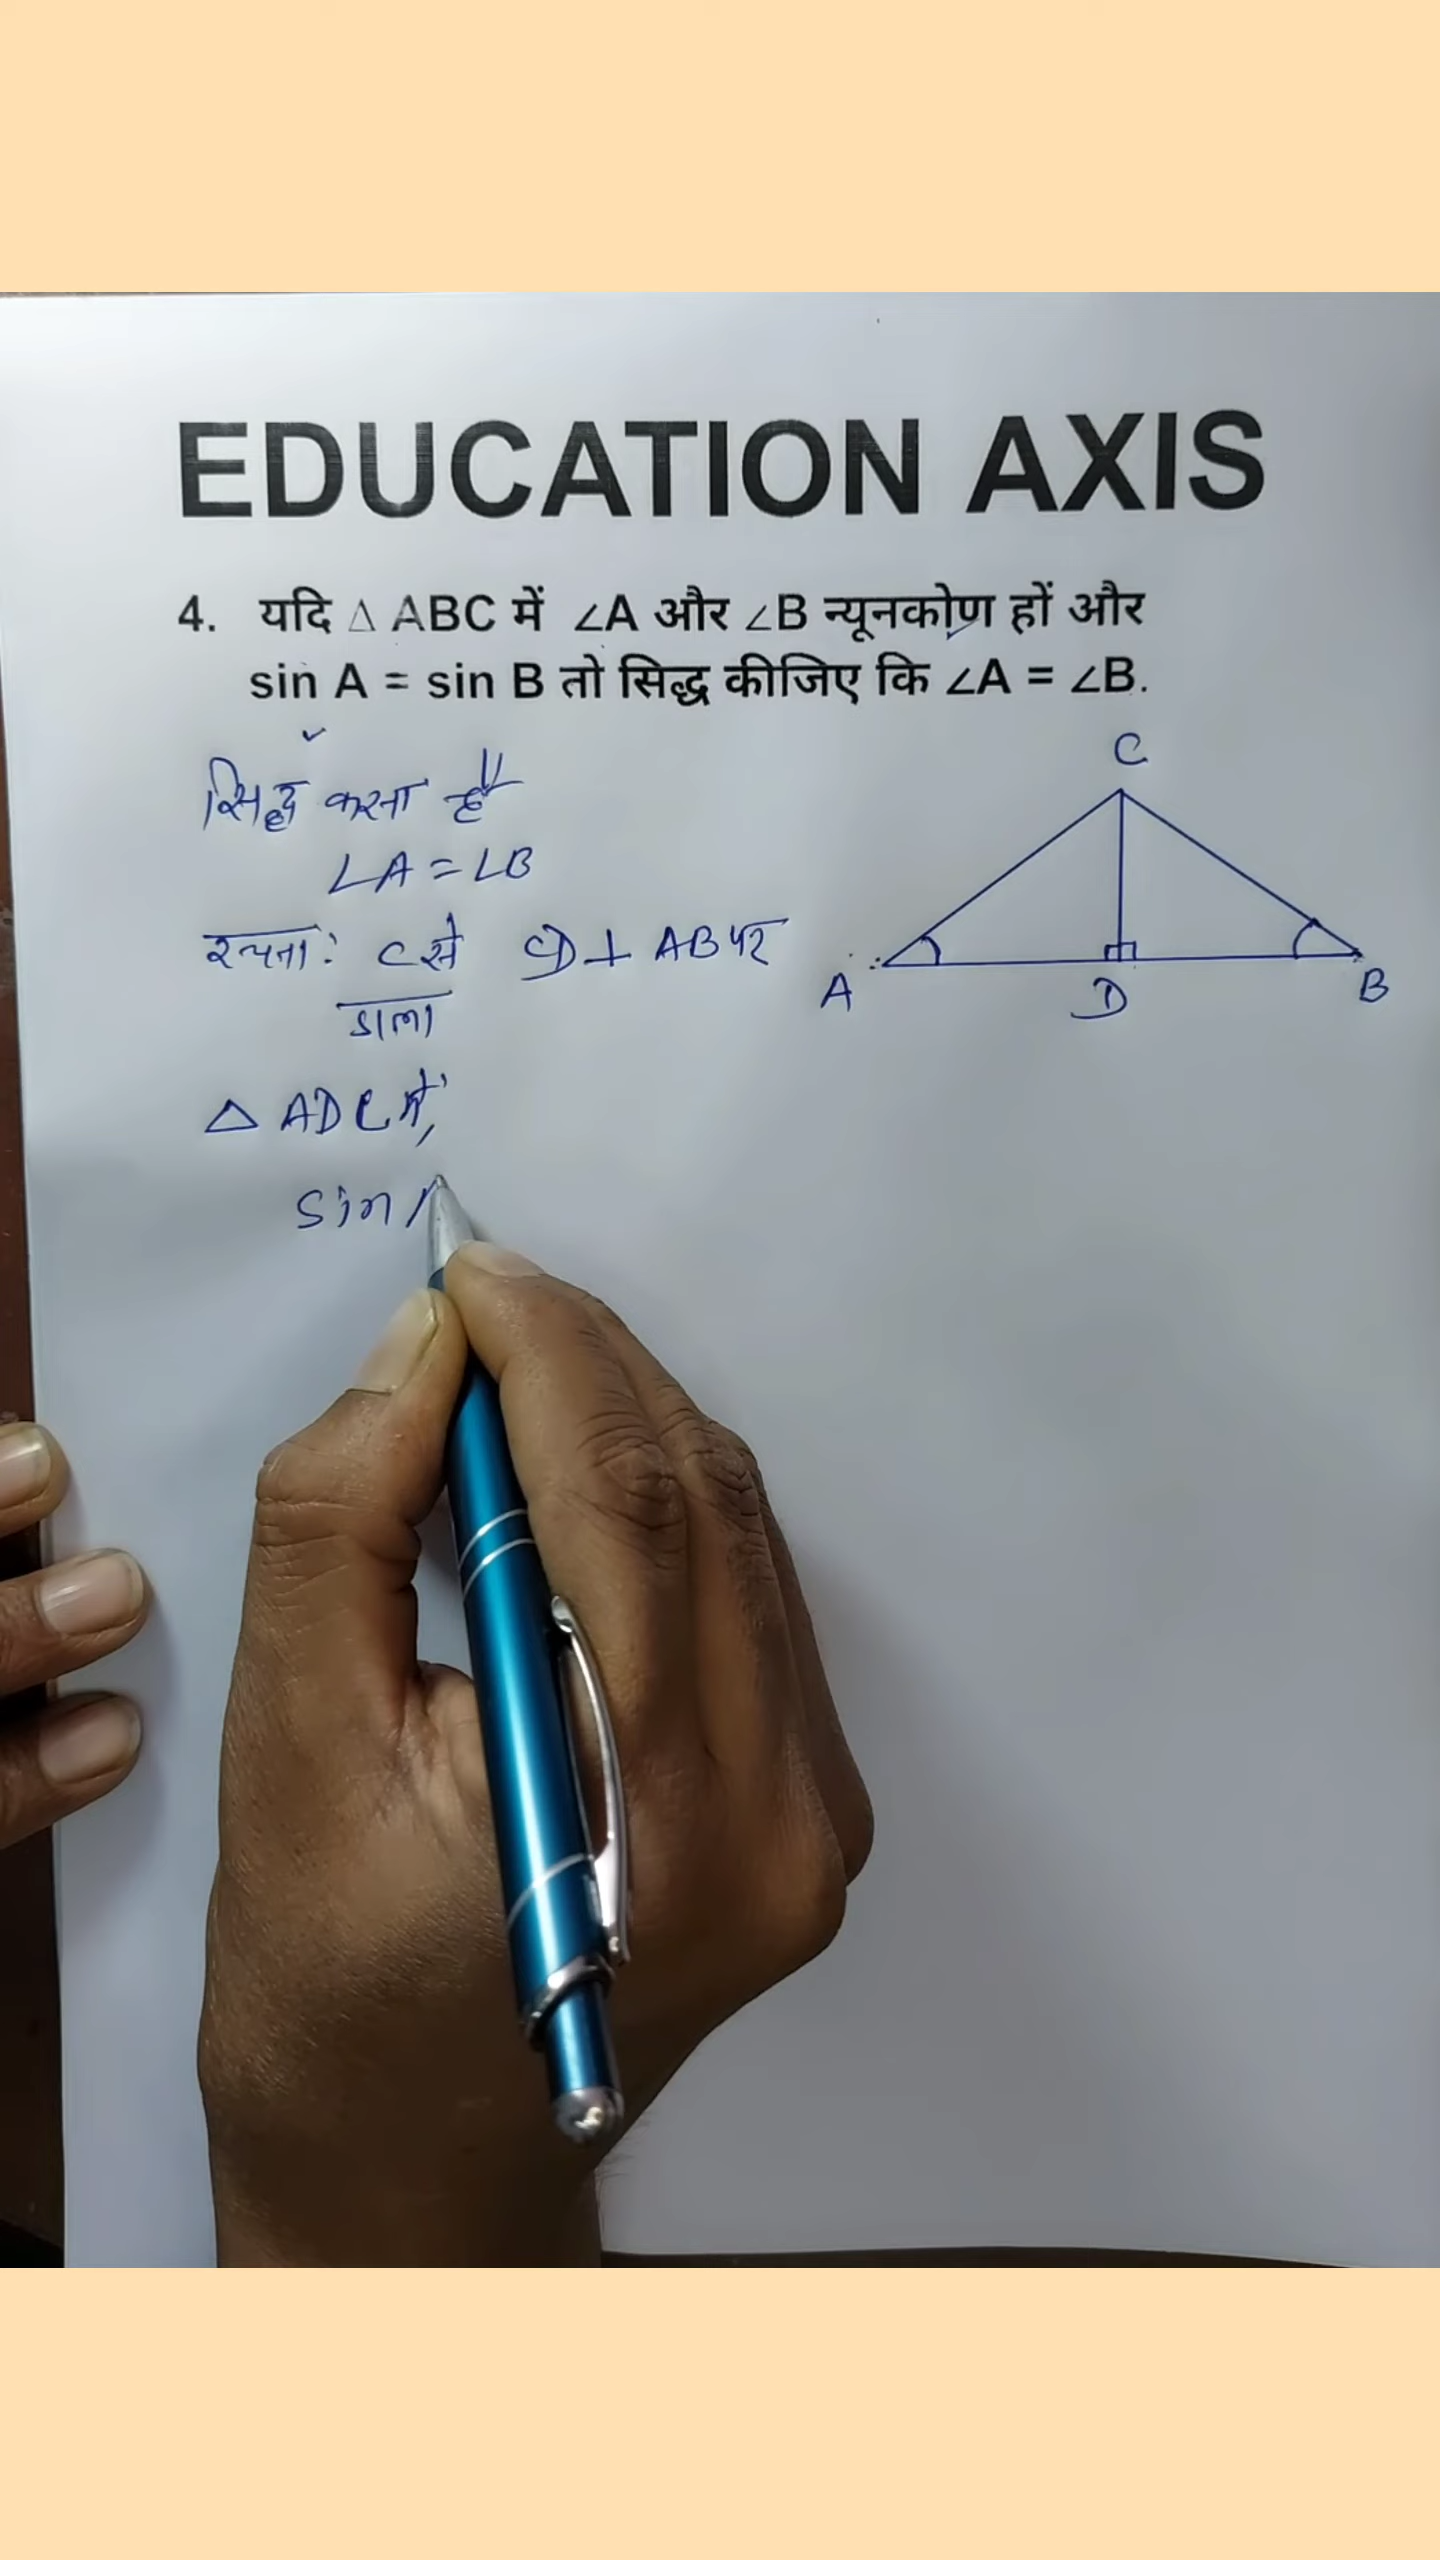 EDUCATION AXIS
4. यदि △ ABC में ∠A और ∠B न्यूनकोण हों और
sin A = sin B तो सिद्ध कीजिए कि ∠A = ∠B.
सिद्ध करना है
∠A = ∠B
रचना: C से CD ⊥ AB पर
डाला
△ ADC में,
sin
C
A
D
B